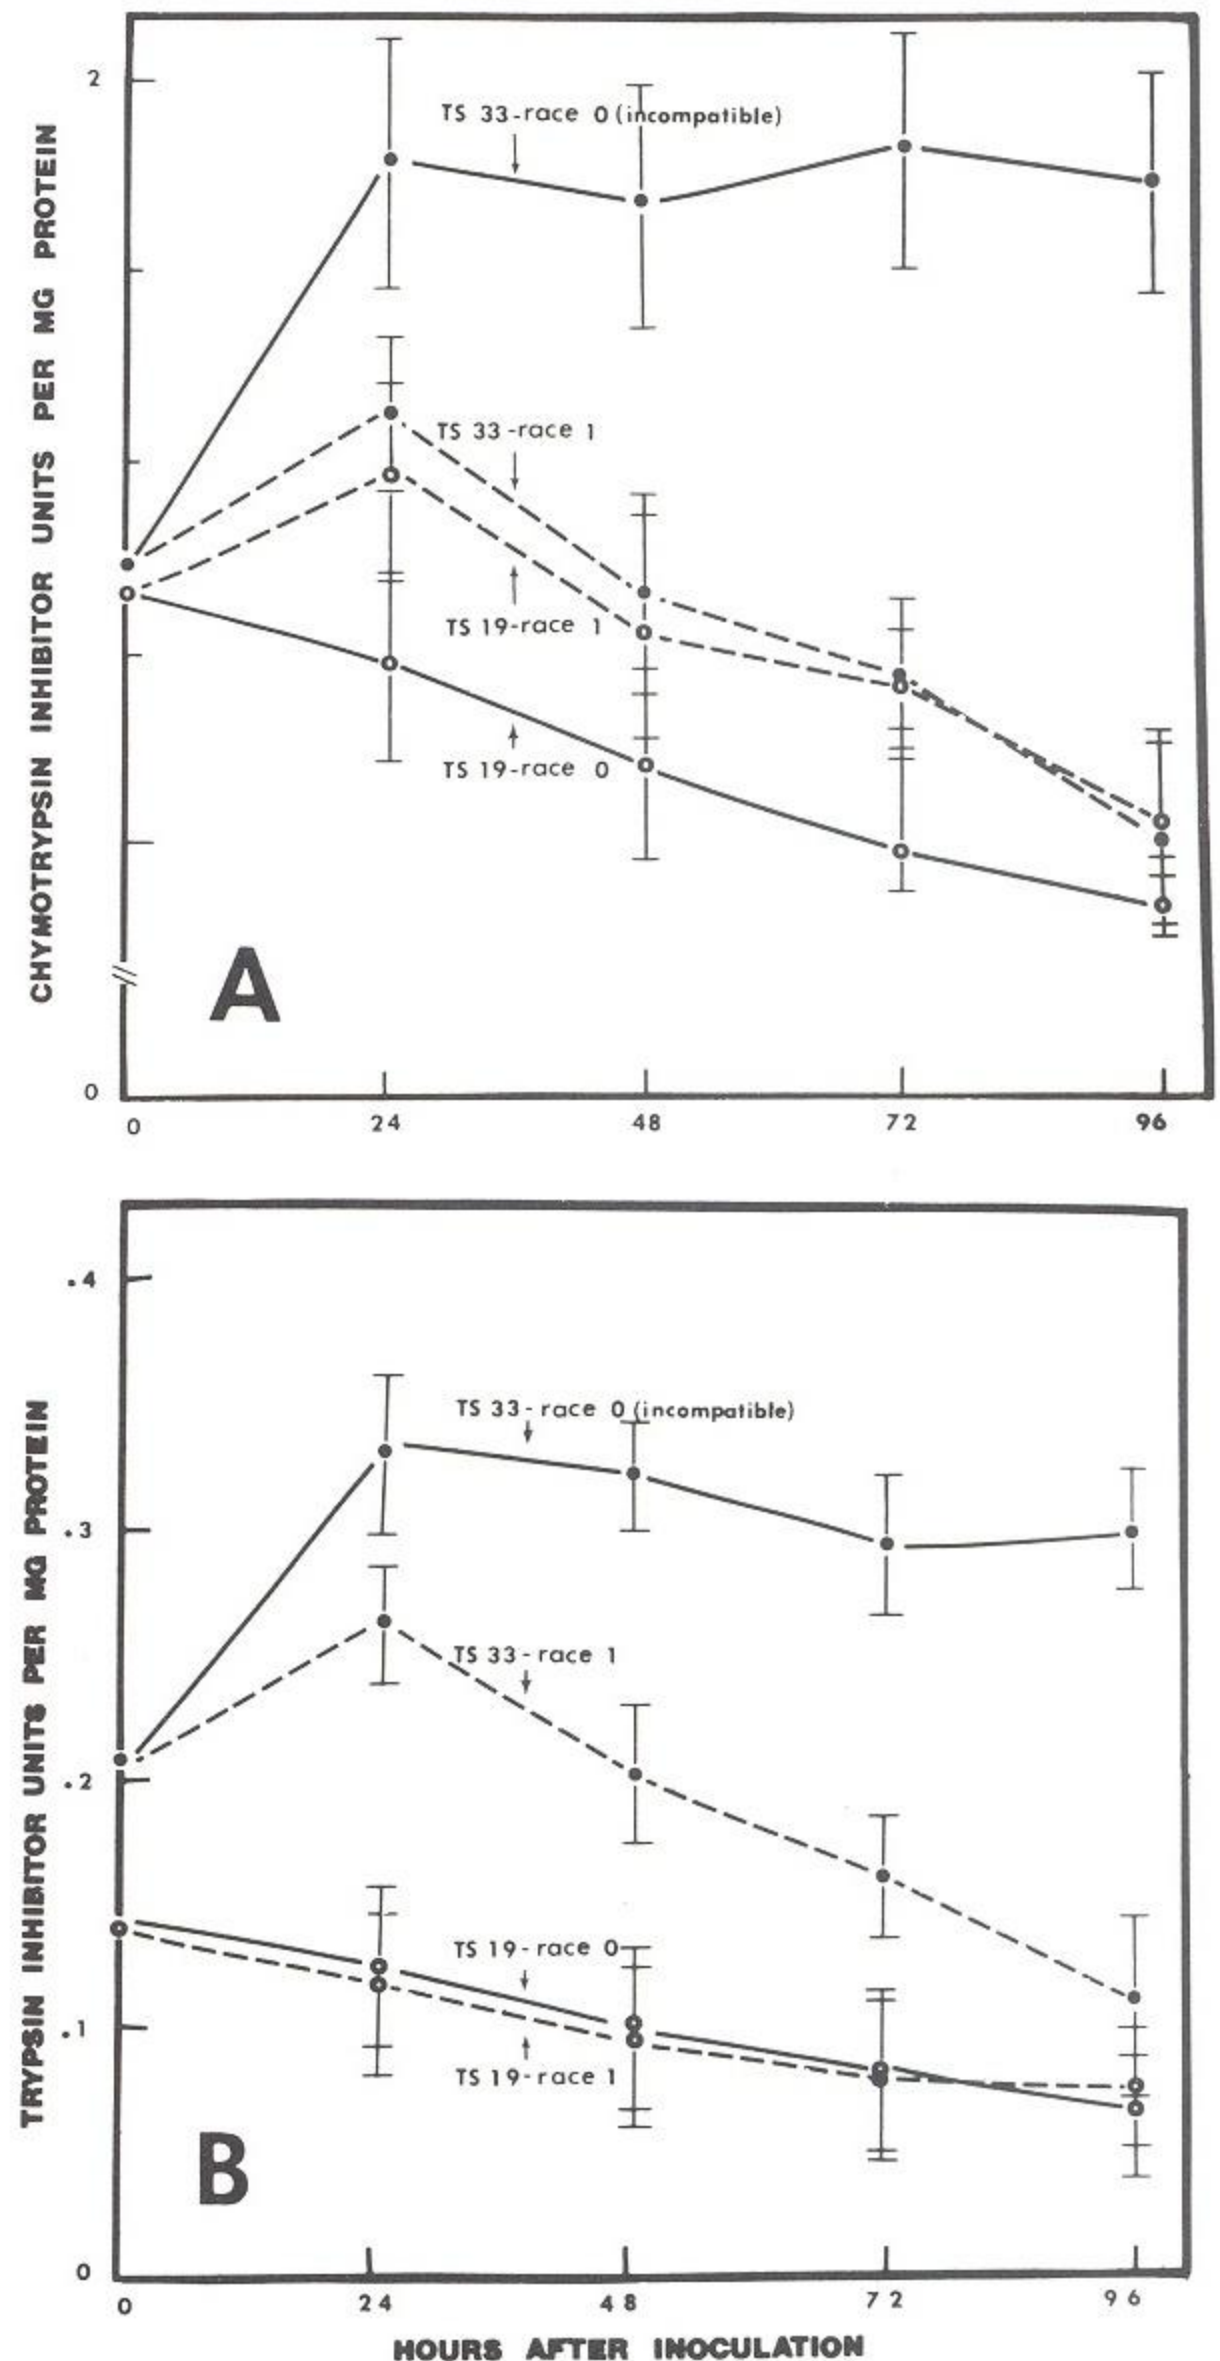 CHYMOTRYPSIN INHIBITOR UNITS PER MG PROTEIN
2
TS 33-race 0 (incompatible)
TS 33-race 1
TS 19-race 1
TS 19-race 0
A
0
0 24 48 72 96
TRYPSIN INHIBITOR UNITS PER MG PROTEIN
.4
TS 33-race 0 (incompatible)
.3
TS 33-race 1
.2
TS 19-race 0
.1
TS 19-race 1
B
0
0 24 48 72 96
HOURS AFTER INOCULATION